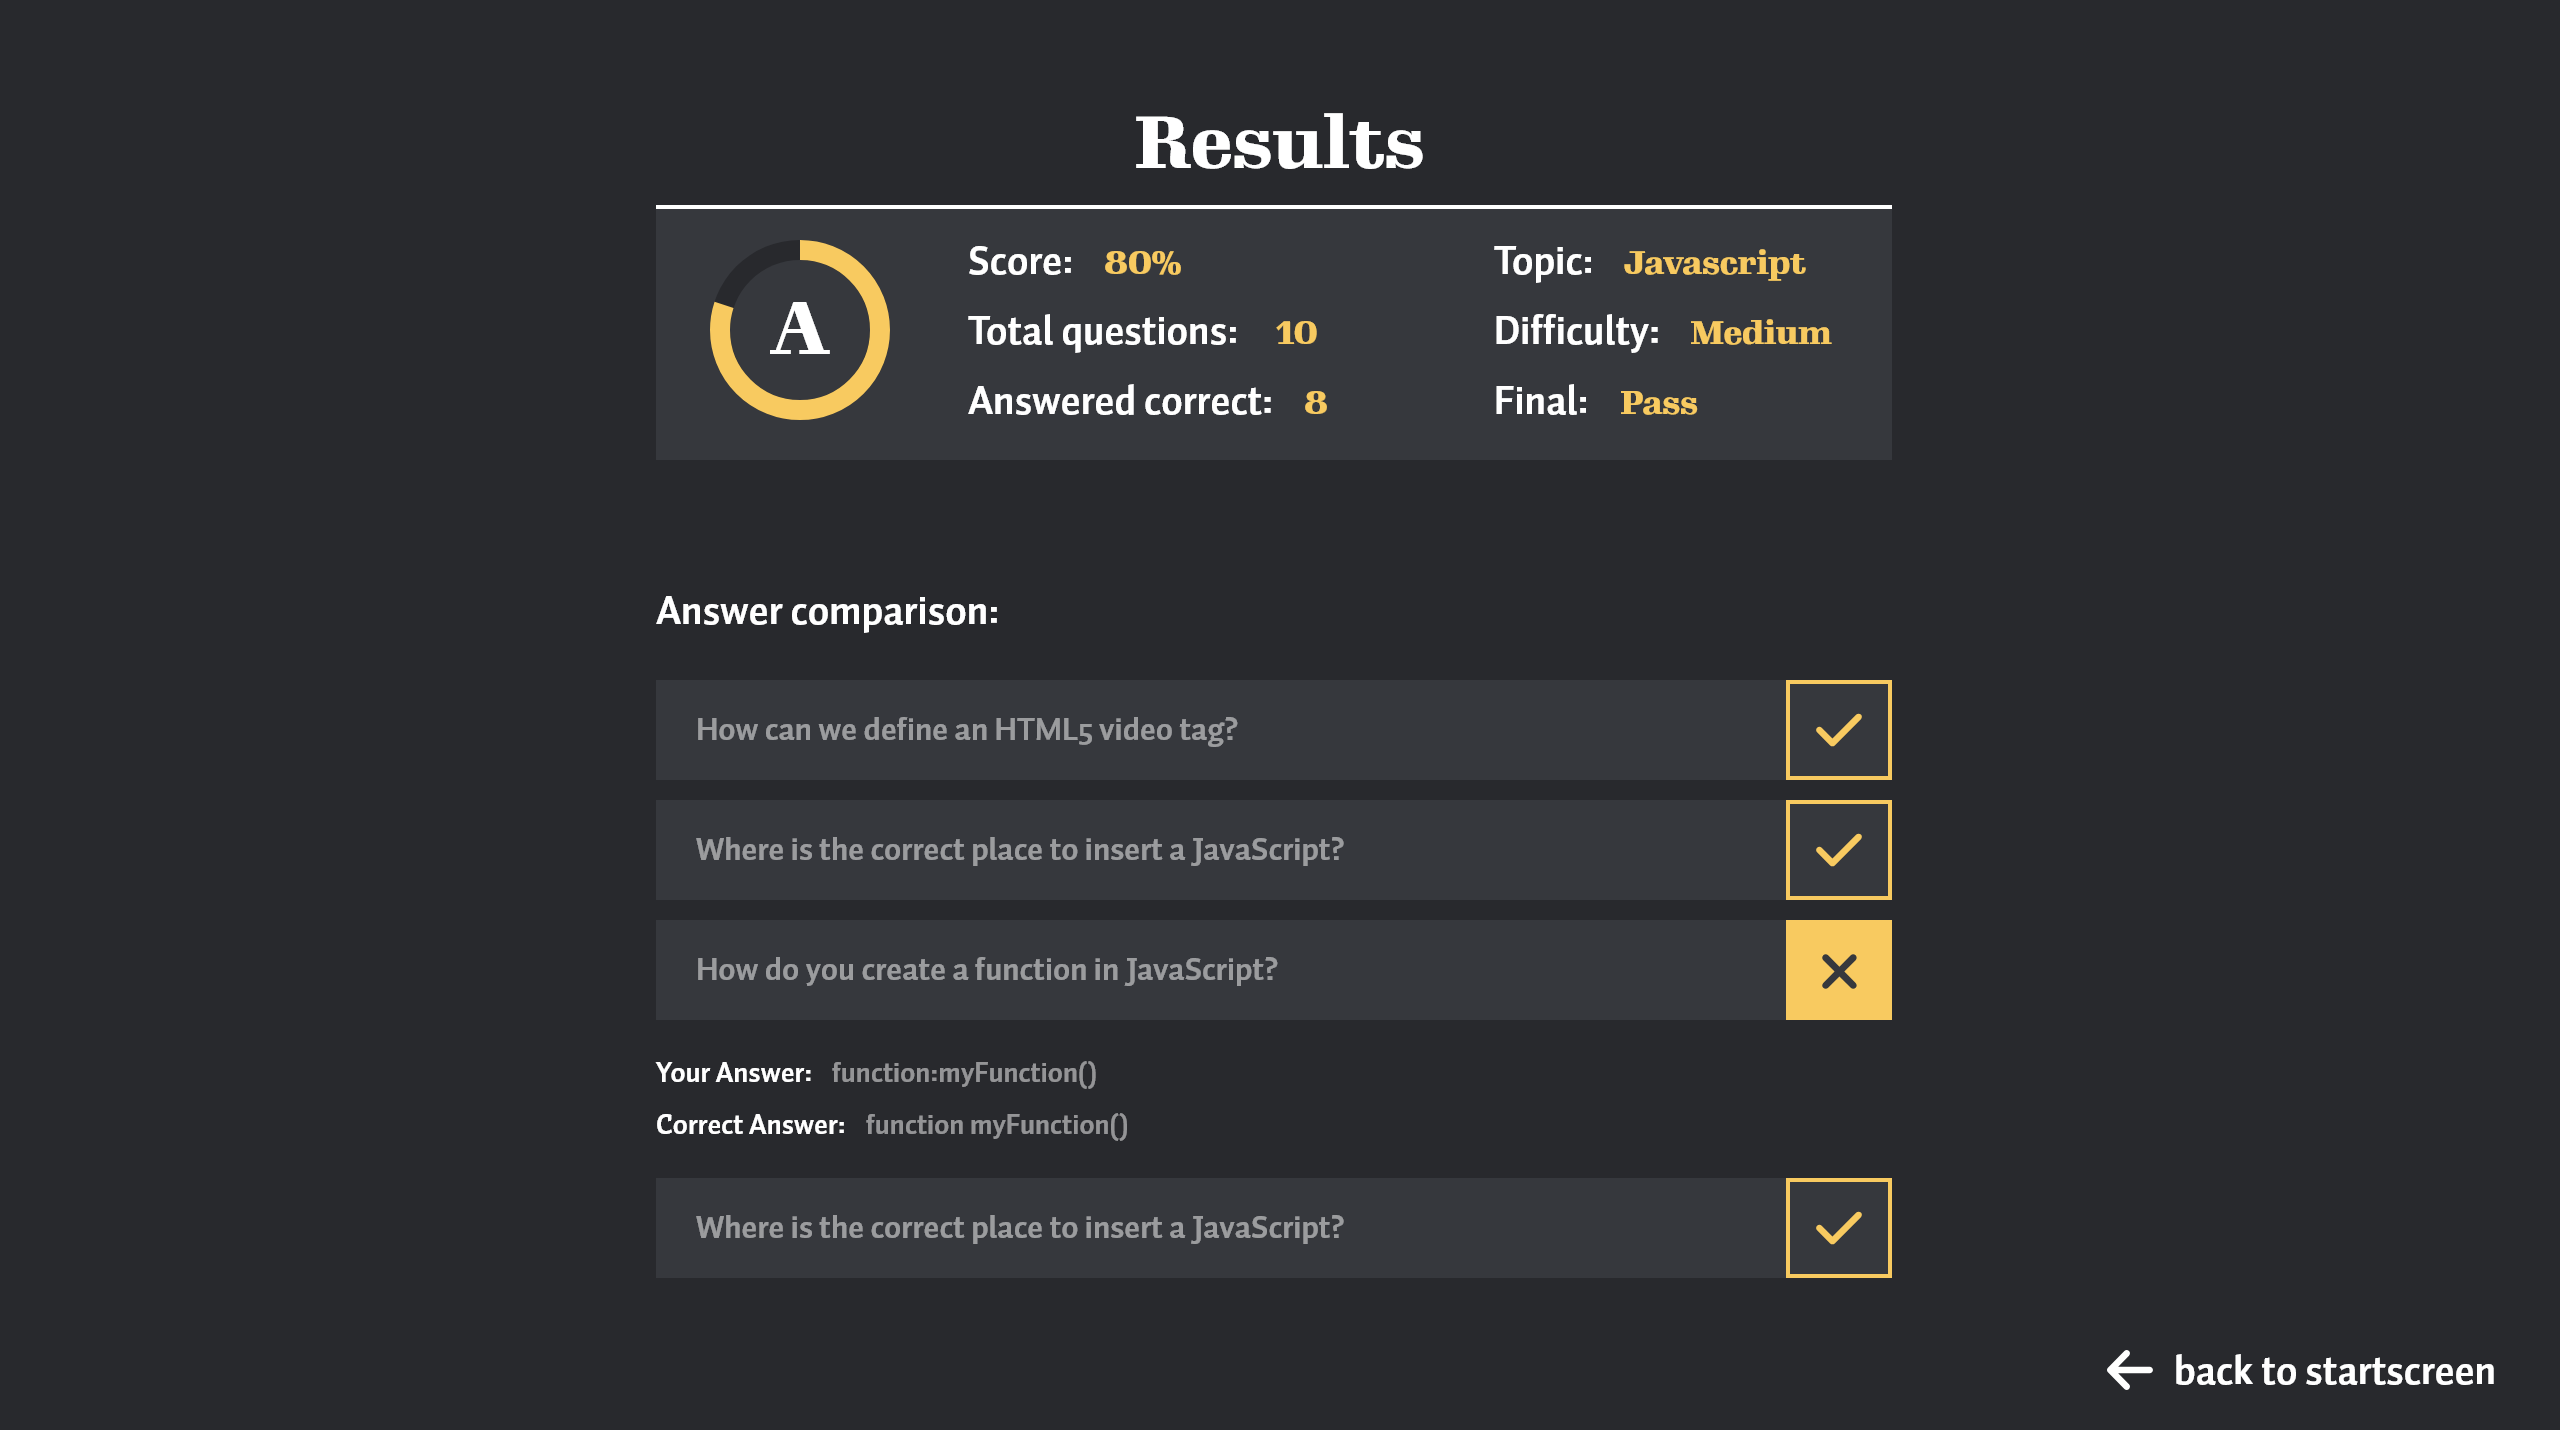 Results
A
Score: 80%
Total questions: 10
Answered correct: 8
Topic: Javascript
Difficulty: Medium
Final: Pass
Answer comparison:
How can we define an HTML5 video tag?
Where is the correct place to insert a JavaScript?
How do you create a function in JavaScript?
Your Answer: function:myFunction()
Correct Answer: function myFunction()
Where is the correct place to insert a JavaScript?
back to startscreen